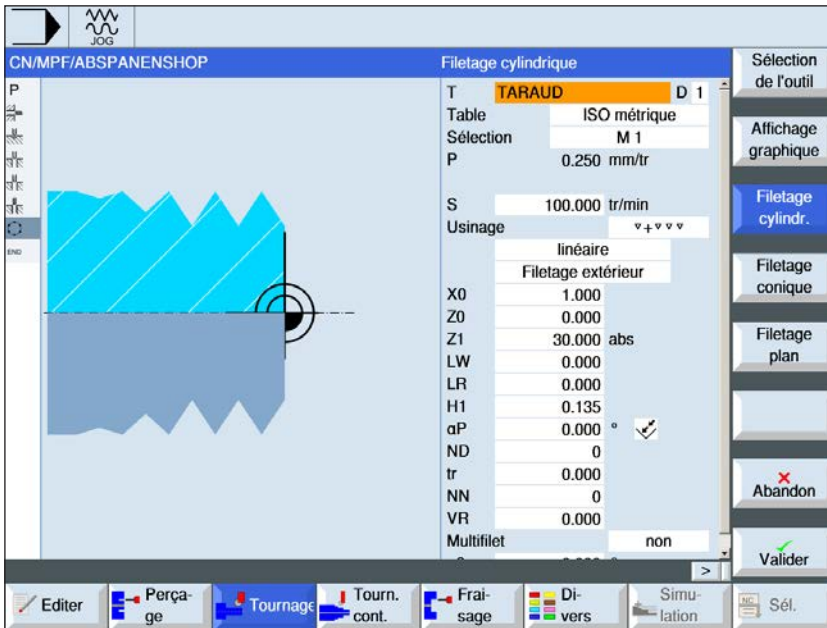 JOG
CN/MPF/ABSPANENSHOP
Filetage cylindrique
P
END
T TARAUD D 1
Table ISO métrique
Sélection M 1
P 0.250 mm/tr
S 100.000 tr/min
Usinage ▿+▿▿▿
linéaire
Filetage extérieur
X0 1.000
Z0 0.000
Z1 30.000 abs
LW 0.000
LR 0.000
H1 0.135
αP 0.000 °
ND 0
tr 0.000
NN 0
VR 0.000
Multifilet non
>
Sélection
de l'outil
Affichage
graphique
Filetage
cylindr.
Filetage
conique
Filetage
plan
Abandon
Valider
Editer
Perça-
ge
Tournage
Tourn.
cont.
Frai-
sage
Di-
vers
Simu-
lation
NC
Sél.